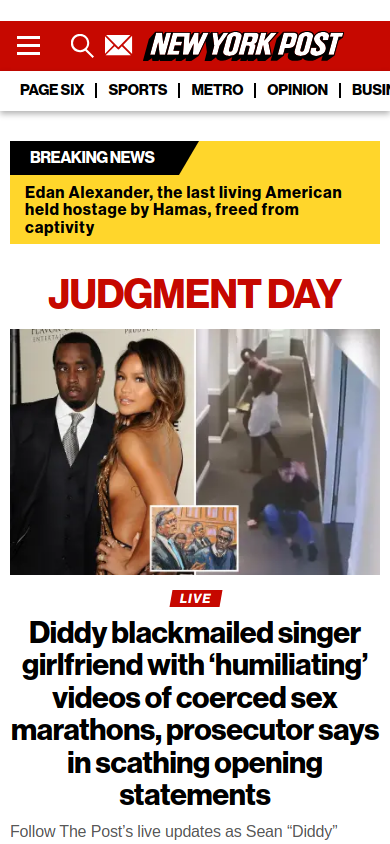 NEW YORK POST
PAGE SIX | SPORTS | METRO | OPINION | BUSI
BREAKING NEWS
Edan Alexander, the last living American
held hostage by Hamas, freed from
captivity
JUDGMENT DAY
LIVE
Diddy blackmailed singer
girlfriend with ‘humiliating’
videos of coerced sex
marathons, prosecutor says
in scathing opening
statements
Follow The Post’s live updates as Sean “Diddy”